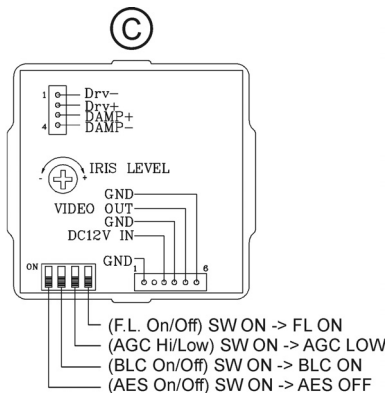 C
1 Drv-
Drv+
DAMP+
4 DAMP-
- + IRIS LEVEL
GND
VIDEO OUT
GND
DC12V IN
ON GND 1 6
(F.L. On/Off) SW ON -> FL ON
(AGC Hi/Low) SW ON -> AGC LOW
(BLC On/Off) SW ON -> BLC ON
(AES On/Off) SW ON -> AES OFF